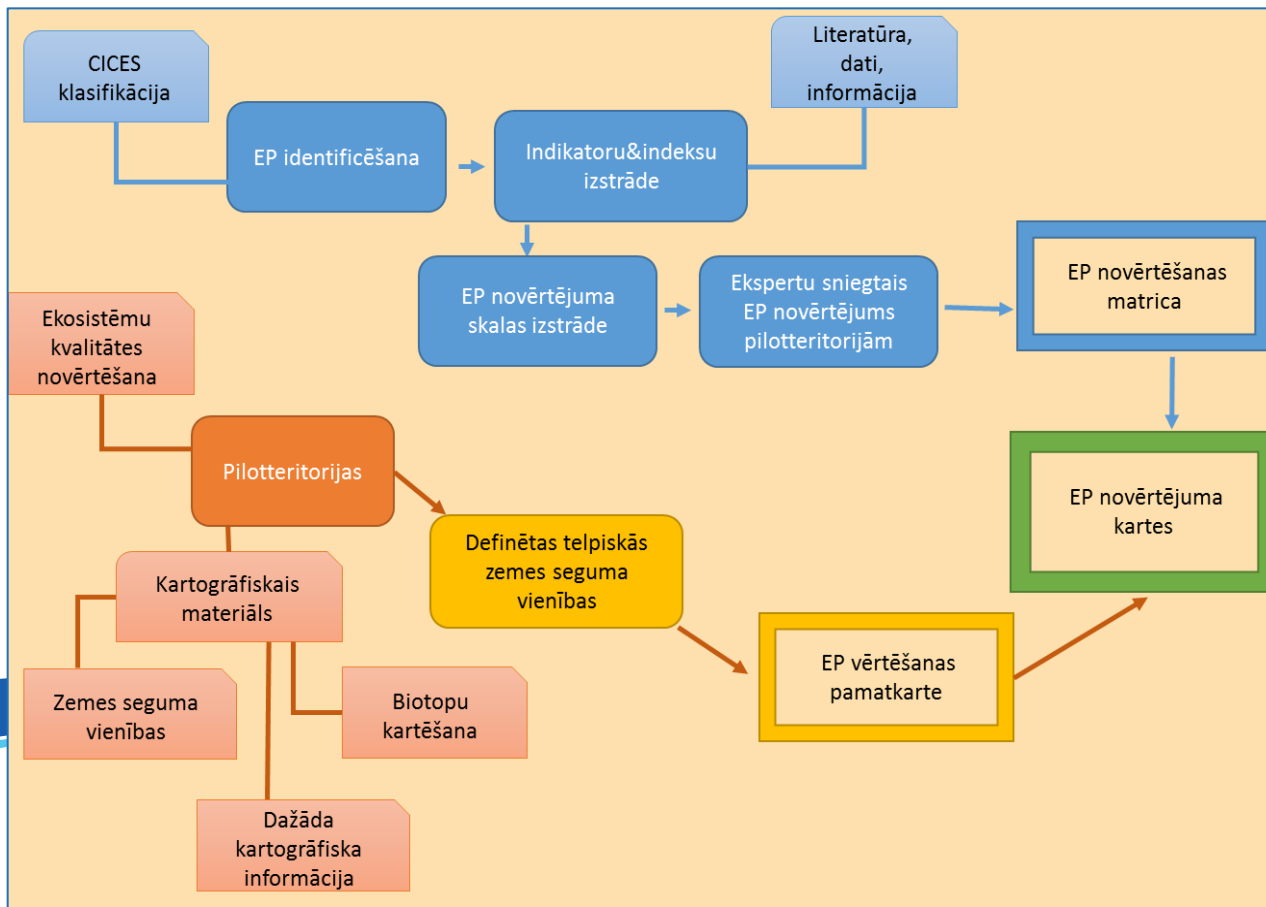 CICES
klasifikācija
Literatūra,
dati,
informācija
EP identificēšana
Indikatoru&indeksu
izstrāde
EP novērtējuma
skalas izstrāde
Ekspertu sniegtais
EP novērtējums
pilotteritorijām
EP novērtēšanas
matrica
Ekosistēmu
kvalitātes
novērtēšana
Pilotteritorijas
EP novērtējuma
kartes
Definētas telpiskās
zemes seguma
vienības
Kartogrāfiskais
materiāls
EP vērtēšanas
pamatkarte
Zemes seguma
vienības
Biotopu
kartēšana
Dažāda
kartogrāfiska
informācija